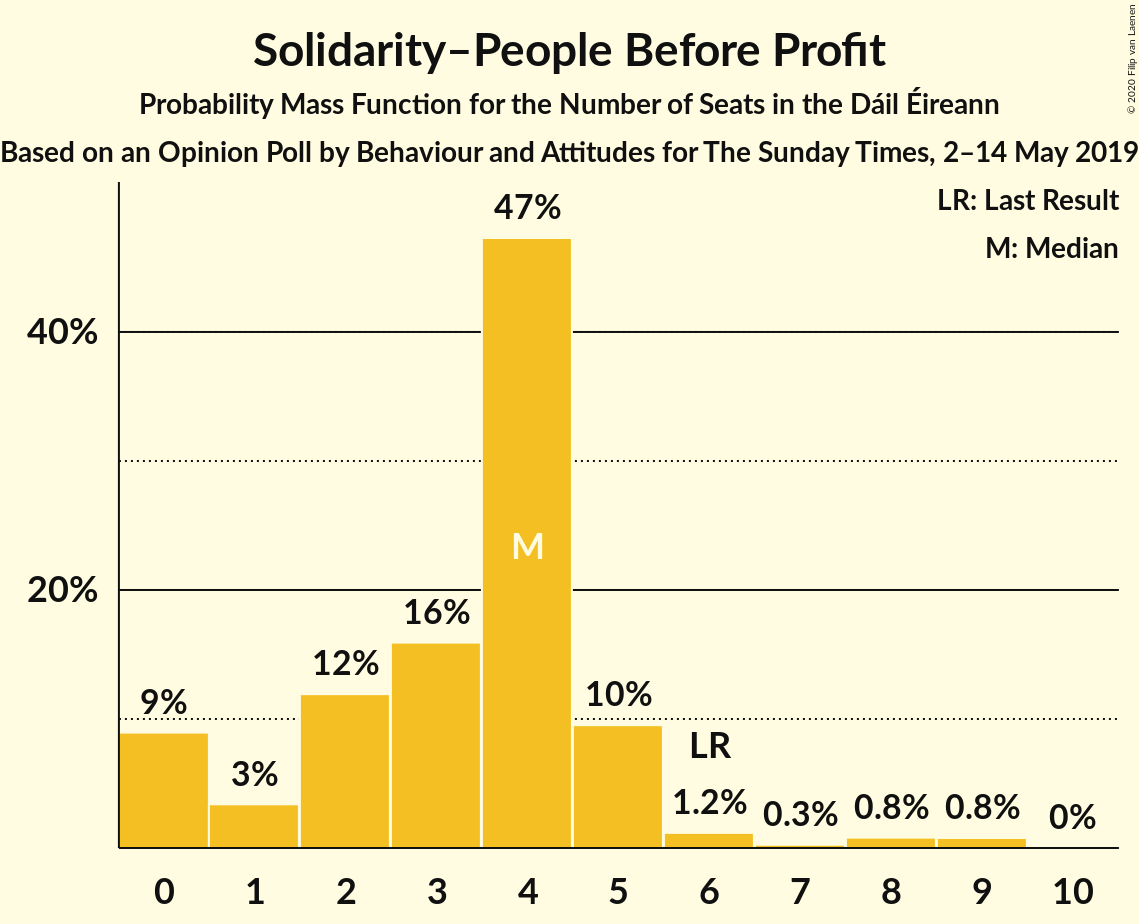 Solidarity–People Before Profit
Probability Mass Function for the Number of Seats in the Dáil Éireann
Based on an Opinion Poll by Behaviour and Attitudes for The Sunday Times, 2–14 May 2019
© 2020 Filip van Laenen
LR: Last Result
M: Median
47%
40%
M
20%
16%
12%
9%
3%
10%
LR
1.2%
0.3%
0.8%
0.8%
0%
0 1 2 3 4 5 6 7 8 9 10